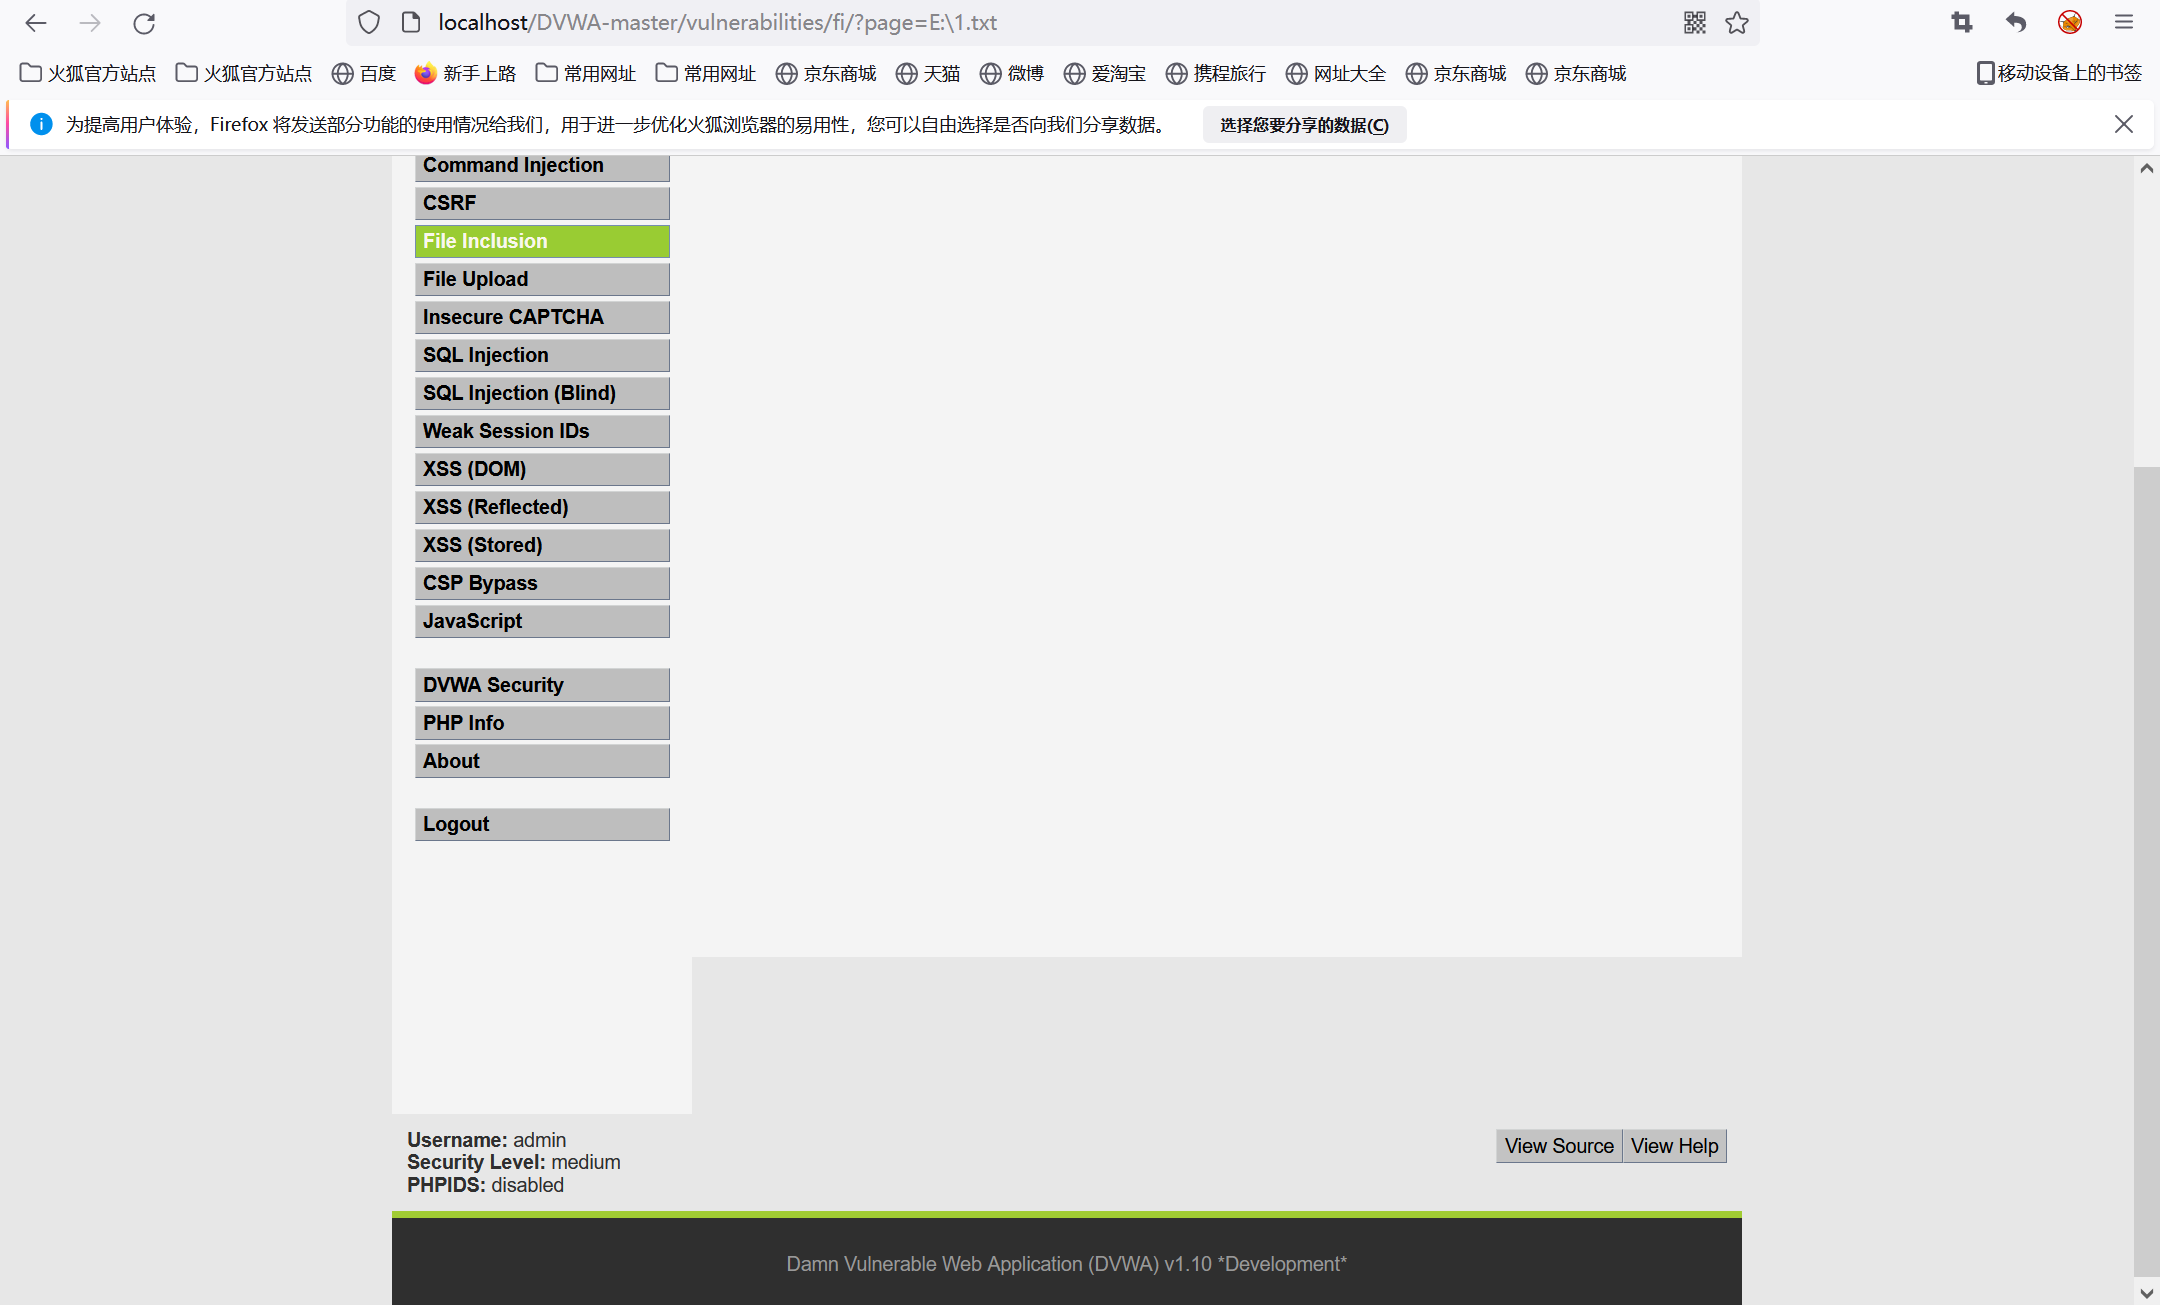 localhost/DVWA-master/vulnerabilities/fi/?page=E:\1.txt
火狐官方站点 火狐官方站点 百度 新手上路 常用网址 常用网址 京东商城 天猫 微博 爱淘宝 携程旅行 网址大全 京东商城 京东商城 移动设备上的书签
为提高用户体验，Firefox 将发送部分功能的使用情况给我们，用于进一步优化火狐浏览器的易用性，您可以自由选择是否向我们分享数据。 选择您要分享的数据(C)
Command Injection
CSRF
File Inclusion
File Upload
Insecure CAPTCHA
SQL Injection
SQL Injection (Blind)
Weak Session IDs
XSS (DOM)
XSS (Reflected)
XSS (Stored)
CSP Bypass
JavaScript
DVWA Security
PHP Info
About
Logout
Username: admin
Security Level: medium
PHPIDS: disabled
View Source View Help
Damn Vulnerable Web Application (DVWA) v1.10 *Development*